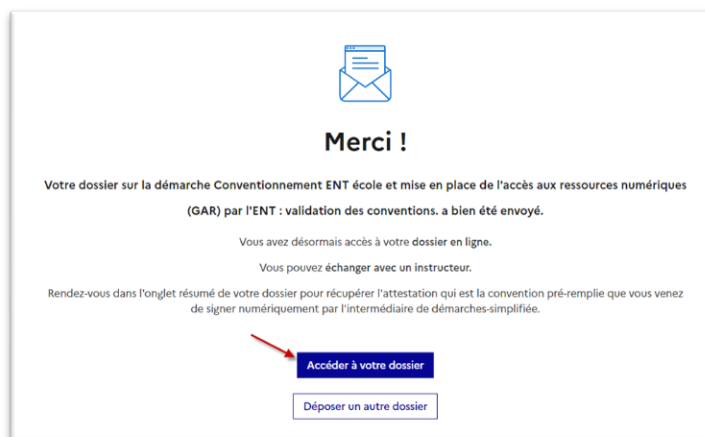 Merci !
Votre dossier sur la démarche Conventionnement ENT école et mise en place de l'accès aux ressources numériques
(GAR) par l'ENT : validation des conventions. a bien été envoyé.
Vous avez désormais accès à votre dossier en ligne.
Vous pouvez échanger avec un instructeur.
Rendez-vous dans l'onglet résumé de votre dossier pour récupérer l'attestation qui est la convention pré-remplie que vous venez
de signer numériquement par l'intermédiaire de démarches-simplifiée.
Accéder à votre dossier
Déposer un autre dossier